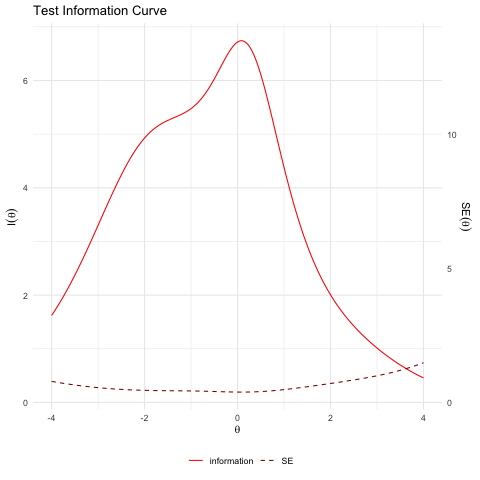 Test Information Curve
6
4
2
0
I(θ)
10
5
0
SE(θ)
-4
-2
0
2
4
θ
information
SE